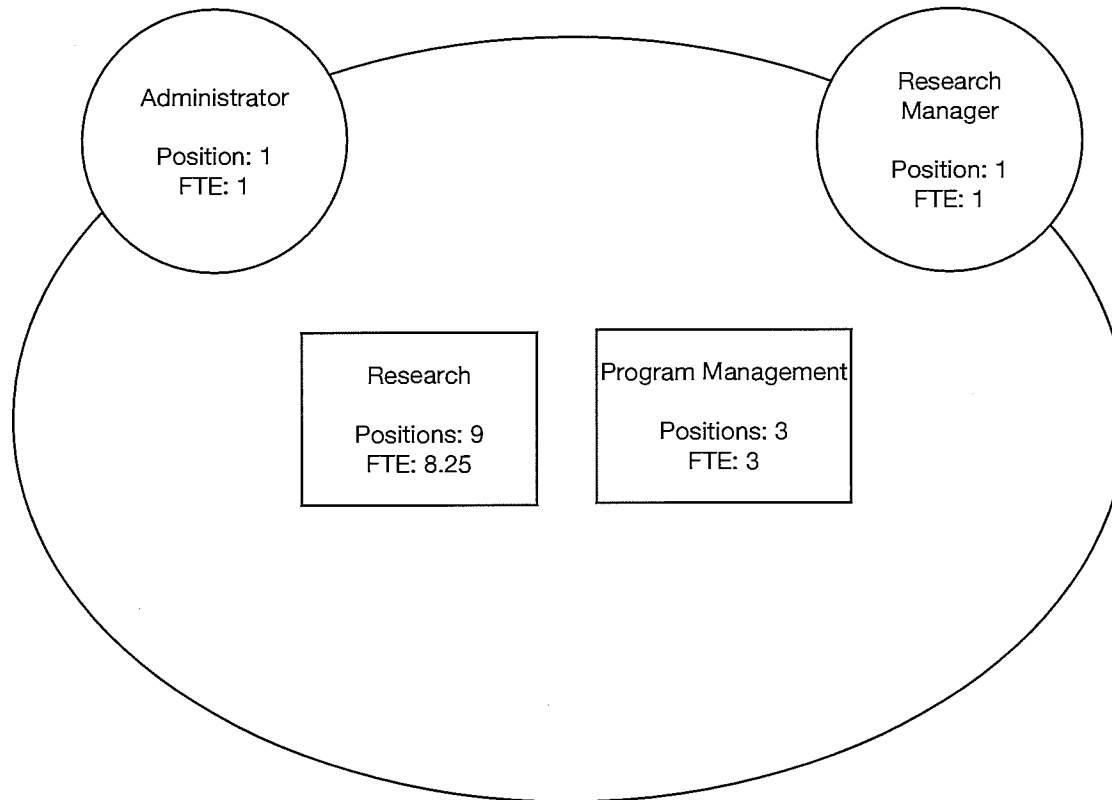 Administrator
Position: 1
FTE: 1
Research
Manager
Position: 1
FTE: 1
Research
Positions: 9
FTE: 8.25
Program Management
Positions: 3
FTE: 3